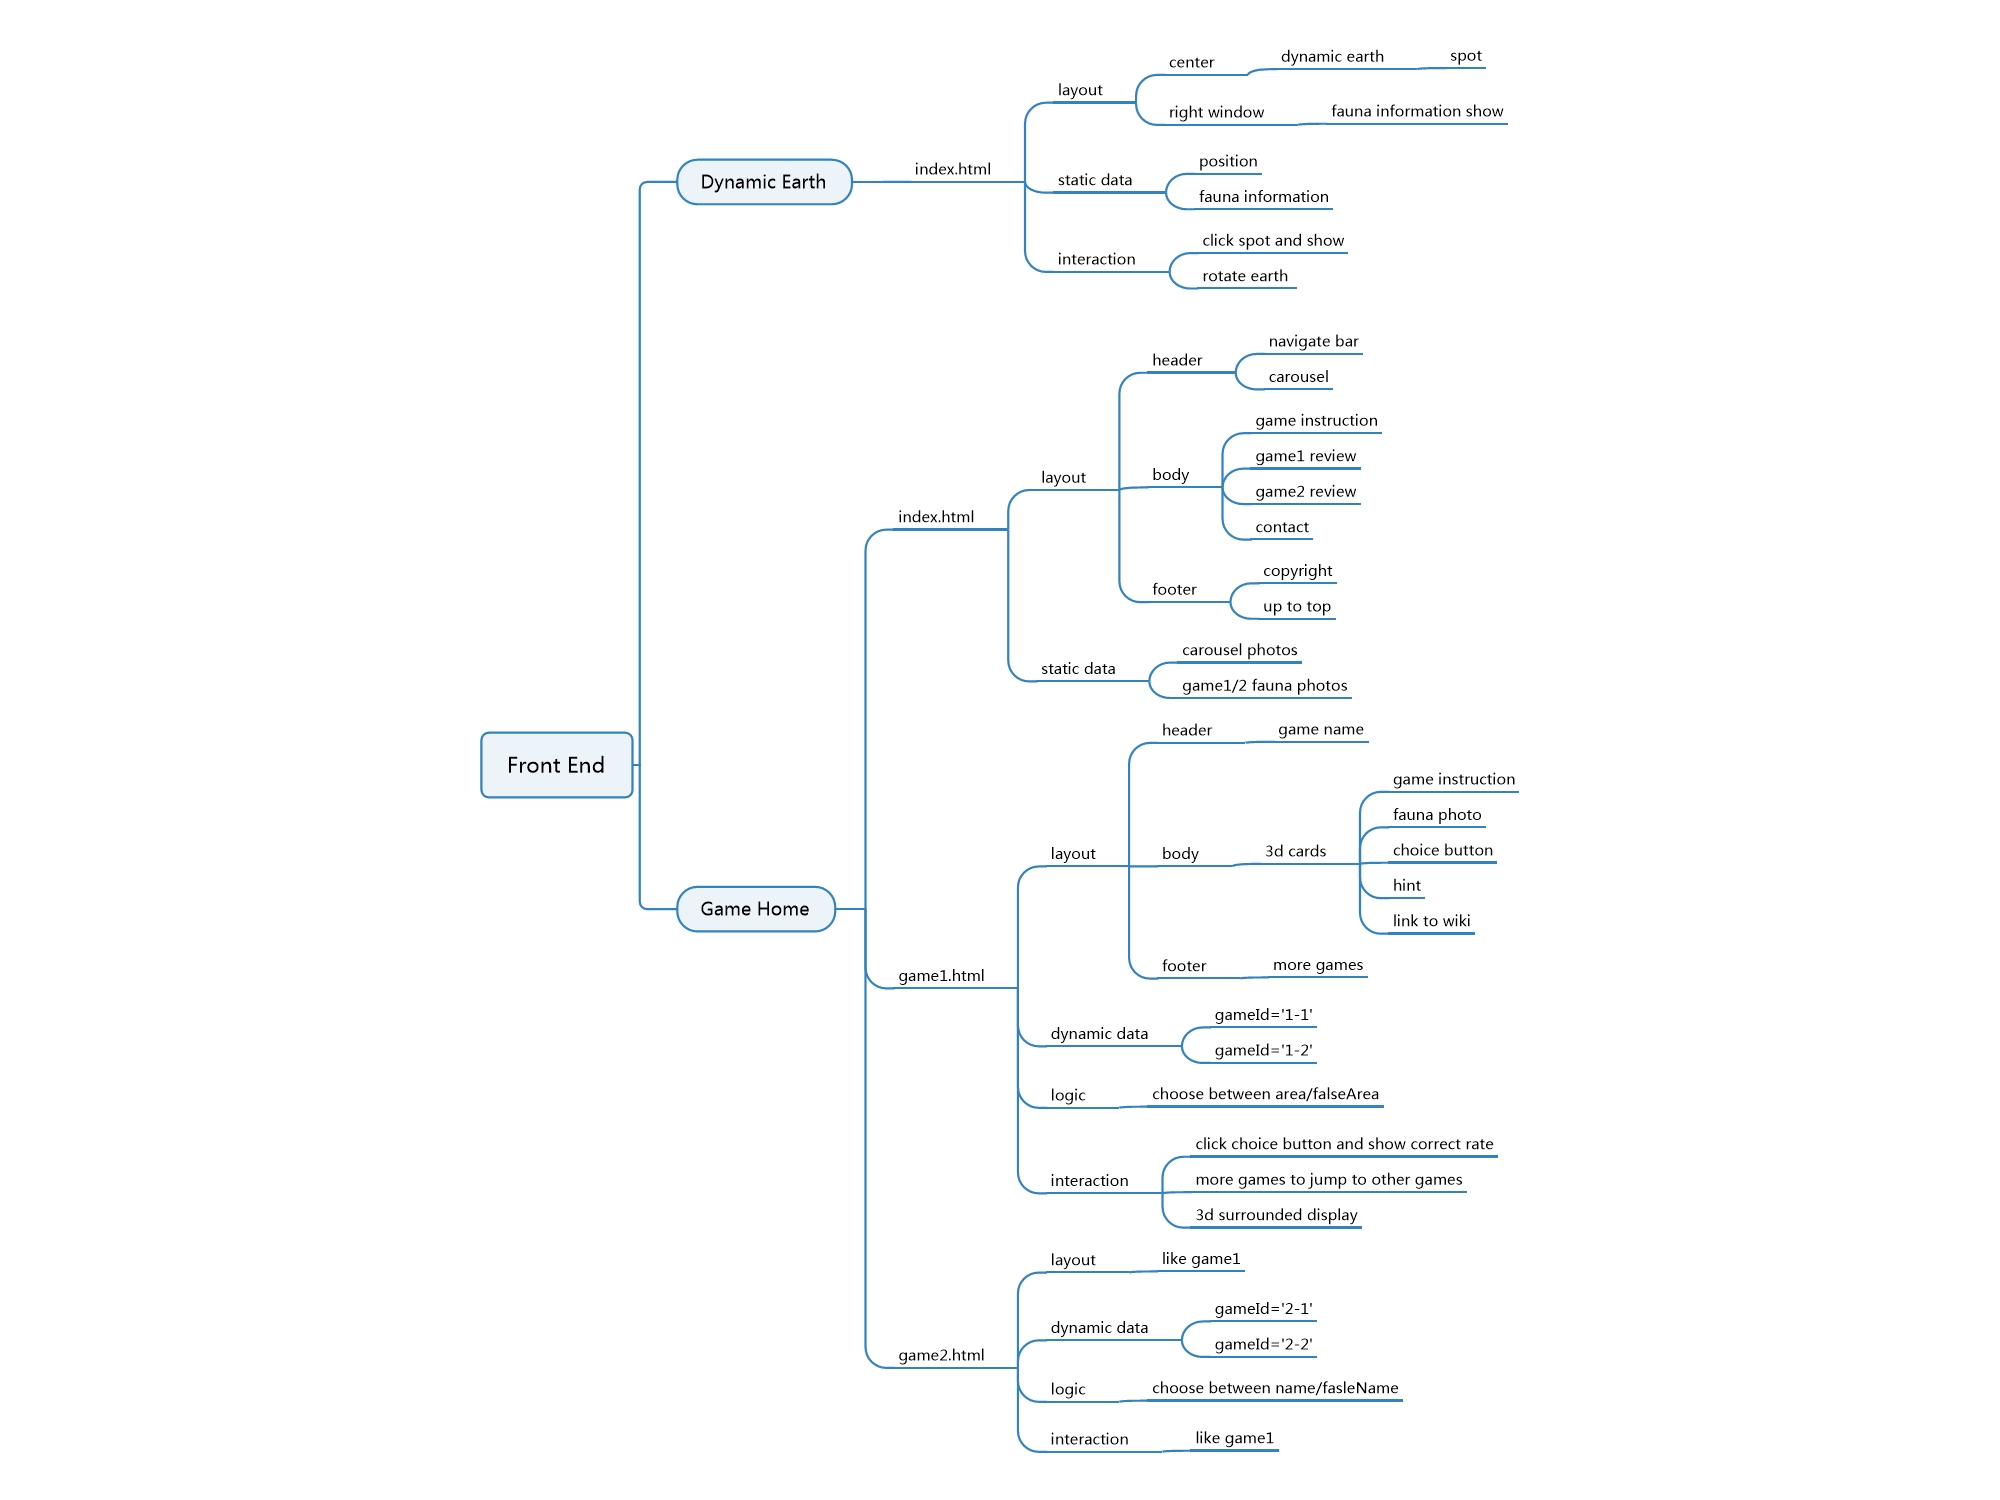 Front End
Dynamic Earth
index.html
layout
center
dynamic earth
spot
right window
fauna information show
static data
position
fauna information
interaction
click spot and show
rotate earth
Game Home
index.html
layout
header
navigate bar
carousel
body
game instruction
game1 review
game2 review
contact
footer
copyright
up to top
static data
carousel photos
game1/2 fauna photos
game1.html
layout
header
game name
body
3d cards
game instruction
fauna photo
choice button
hint
link to wiki
footer
more games
dynamic data
gameId='1-1'
gameId='1-2'
logic
choose between area/falseArea
interaction
click choice button and show correct rate
more games to jump to other games
3d surrounded display
game2.html
layout
like game1
dynamic data
gameId='2-1'
gameId='2-2'
logic
choose between name/fasleName
interaction
like game1